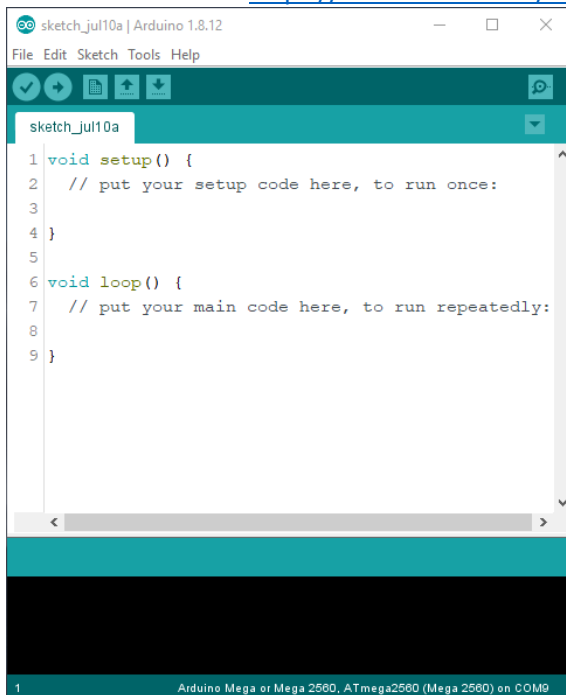 sketch_jul10a | Arduino 1.8.12
File Edit Sketch Tools Help
sketch_jul10a
1 void setup() {
2 // put your setup code here, to run once:
3
4 }
5
6 void loop() {
7 // put your main code here, to run repeatedly:
8
9 }
1 Arduino Mega or Mega 2560, ATmega2560 (Mega 2560) on COM9